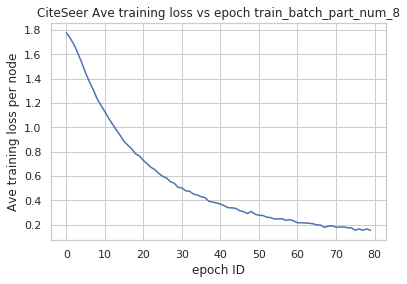 CiteSeer Ave training loss vs epoch train_batch_part_num_8
1.8
1.6
1.4
1.2
1.0
0.8
0.6
0.4
0.2
Ave training loss per node
0 10 20 30 40 50 60 70 80
epoch ID